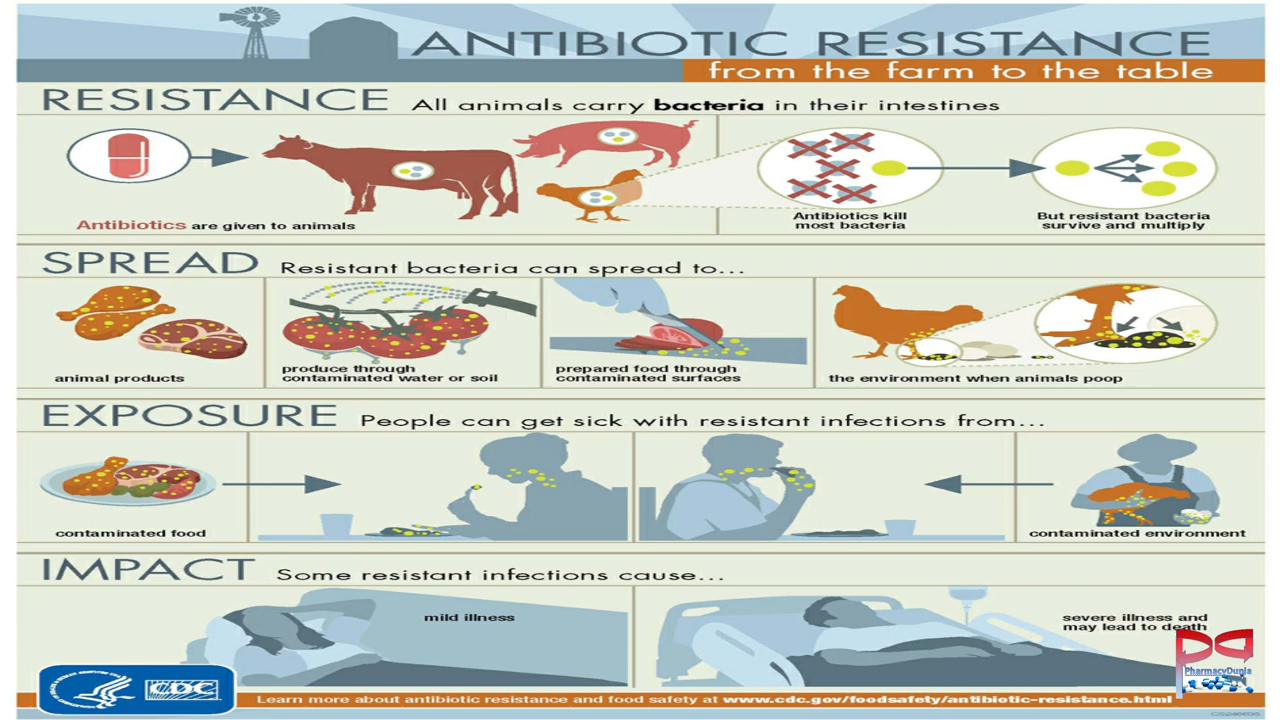 ANTIBIOTIC RESISTANCE
from the farm to the table
RESISTANCE All animals carry bacteria in their intestines
Antibiotics are given to animals
Antibiotics kill
most bacteria
But resistant bacteria
survive and multiply
SPREAD Resistant bacteria can spread to...
animal products
produce through
contaminated water or soil
prepared food through
contaminated surfaces
the environment when animals poop
EXPOSURE People can get sick with resistant infections from...
contaminated food
contaminated environment
IMPACT Some resistant infections cause...
mild illness
severe illness and
may lead to death
PharmacyDunia
CDC
Learn more about antibiotic resistance and food safety at www.cdc.gov/foodsafety/antibiotic-resistance.html